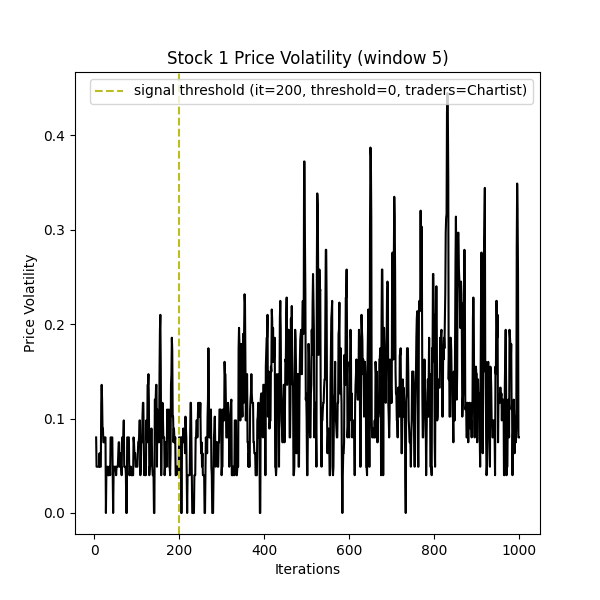 Stock 1 Price Volatility (window 5)
signal threshold (it=200, threshold=0, traders=Chartist)
0.4
0.3
0.2
0.1
0.0
Price Volatility
0 200 400 600 800 1000
Iterations